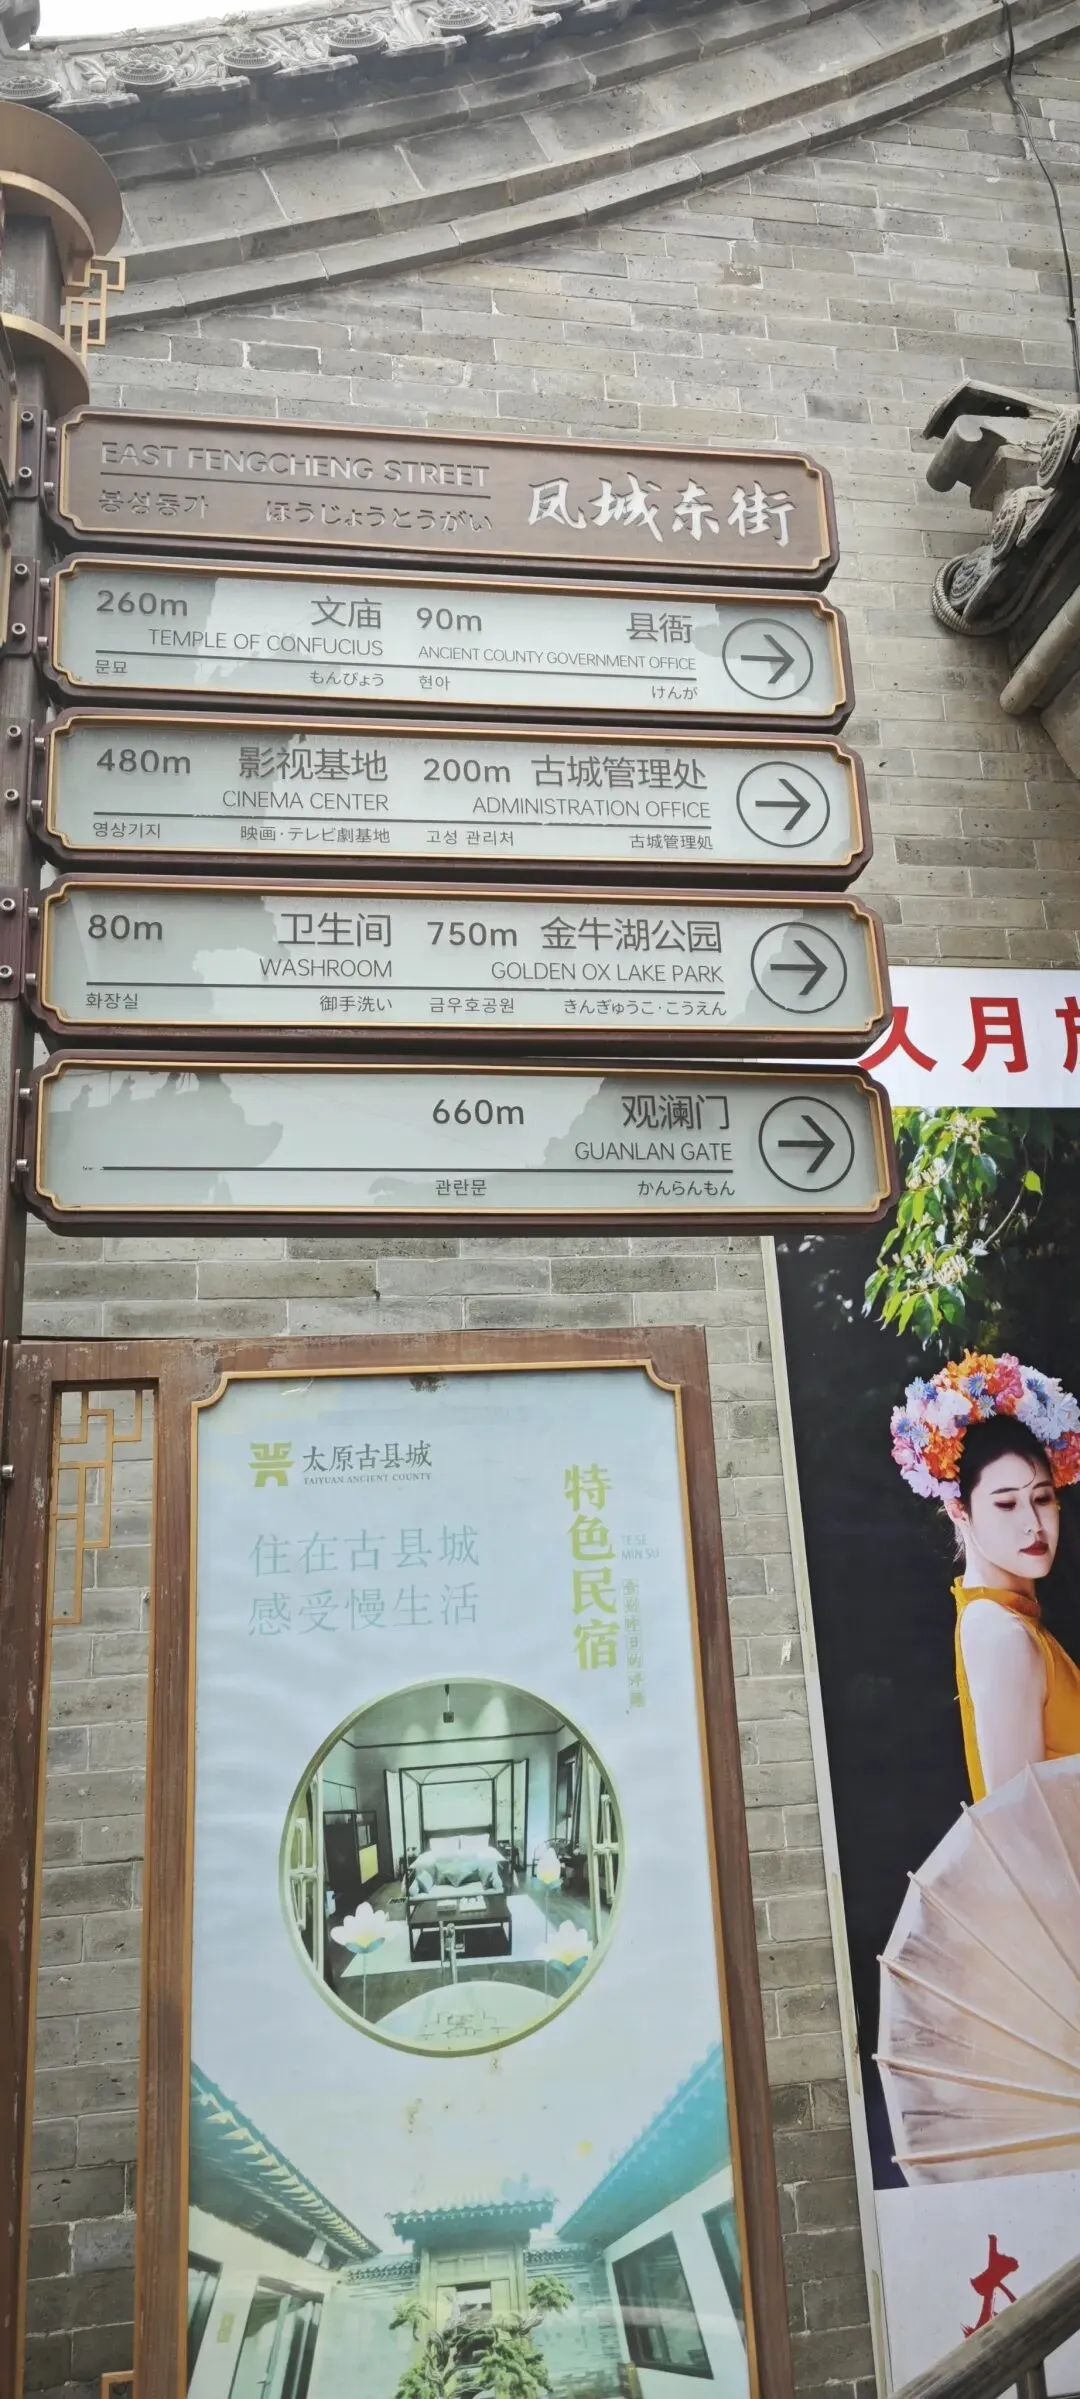 EAST FENGCHENG STREET
봉성동가 ほうじょうとうがい 凤城东街
260m 文庙 90m 县衙
TEMPLE OF CONFUCIUS ANCIENT COUNTY GOVERNMENT OFFICE
문묘 もんびょう 현아 けんが
480m 影视基地 200m 古城管理处
CINEMA CENTER ADMINISTRATION OFFICE
영상기지 映画·テレビ劇基地 고성 관리처 古城管理処
80m 卫生间 750m 金牛湖公园
WASHROOM GOLDEN OX LAKE PARK
화장실 御手洗い 금우호공원 きんぎゅうこ·こうえん
660m 观澜门
GUANLAN GATE
관란문 かんらんもん
久月
太原古县城
TAIYUAN ANCIENT COUNTY
住在古县城
感受慢生活
特色民宿
TESE
MIN SU
太